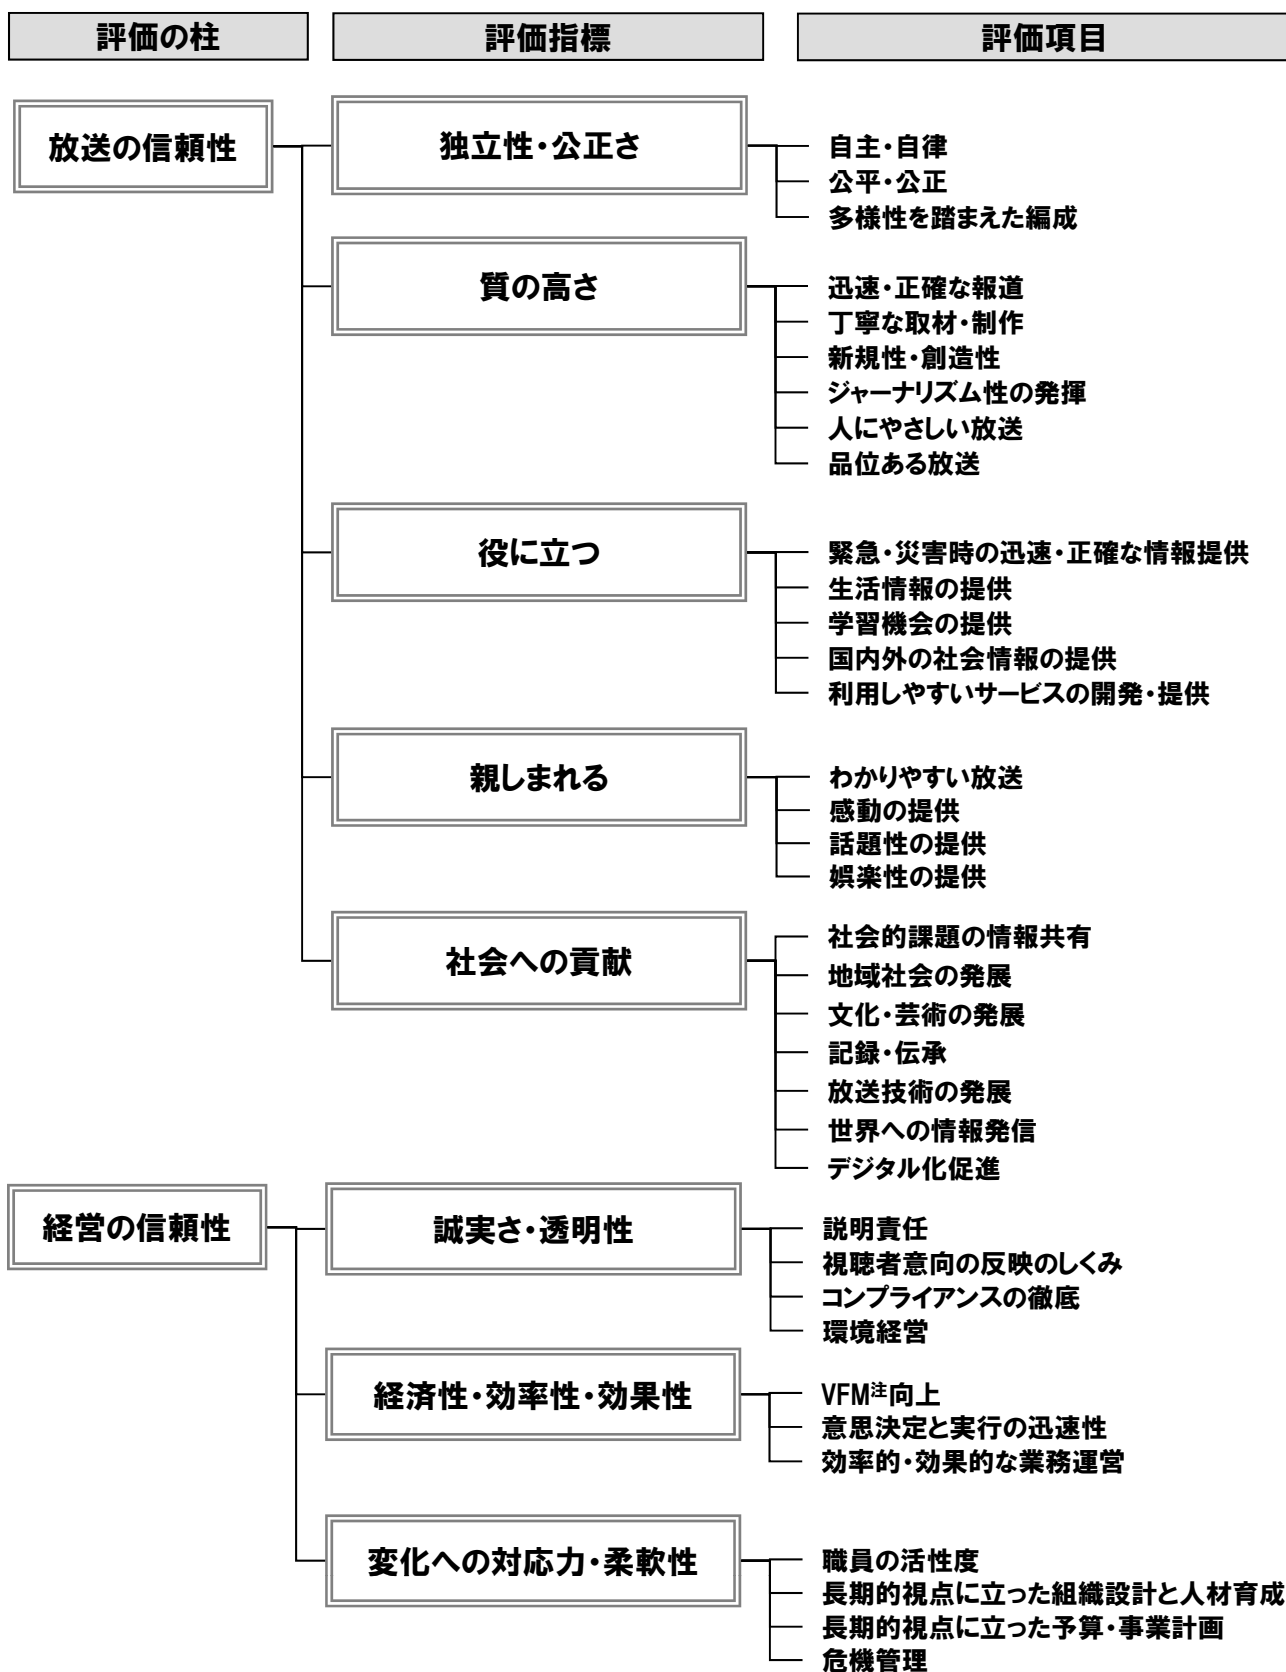 評価の柱
評価指標
評価項目
放送の信頼性
独立性・公正さ
自主・自律
公平・公正
多様性を踏まえた編成
質の高さ
迅速・正確な報道
丁寧な取材・制作
新規性・創造性
ジャーナリズム性の発揮
人にやさしい放送
品位ある放送
役に立つ
緊急・災害時の迅速・正確な情報提供
生活情報の提供
学習機会の提供
国内外の社会情報の提供
利用しやすいサービスの開発・提供
親しまれる
わかりやすい放送
感動の提供
話題性の提供
娯楽性の提供
社会への貢献
社会的課題の情報共有
地域社会の発展
文化・芸術の発展
記録・伝承
放送技術の発展
世界への情報発信
デジタル化促進
経営の信頼性
誠実さ・透明性
説明責任
視聴者意向の反映のしくみ
コンプライアンスの徹底
環境経営
経済性・効率性・効果性
VFM注向上
意思決定と実行の迅速性
効率的・効果的な業務運営
変化への対応力・柔軟性
職員の活性度
長期的視点に立った組織設計と人材育成
長期的視点に立った予算・事業計画
危機管理